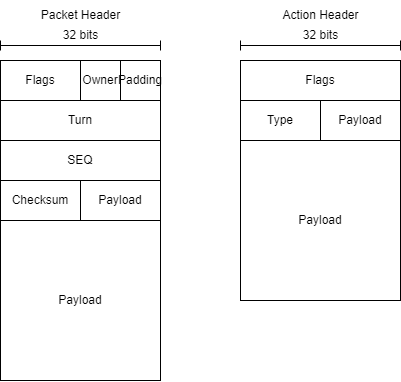 Packet Header
32 bits
Flags
Owner
Padding
Turn
SEQ
Checksum
Payload
Payload
Action Header
32 bits
Flags
Type
Payload
Payload